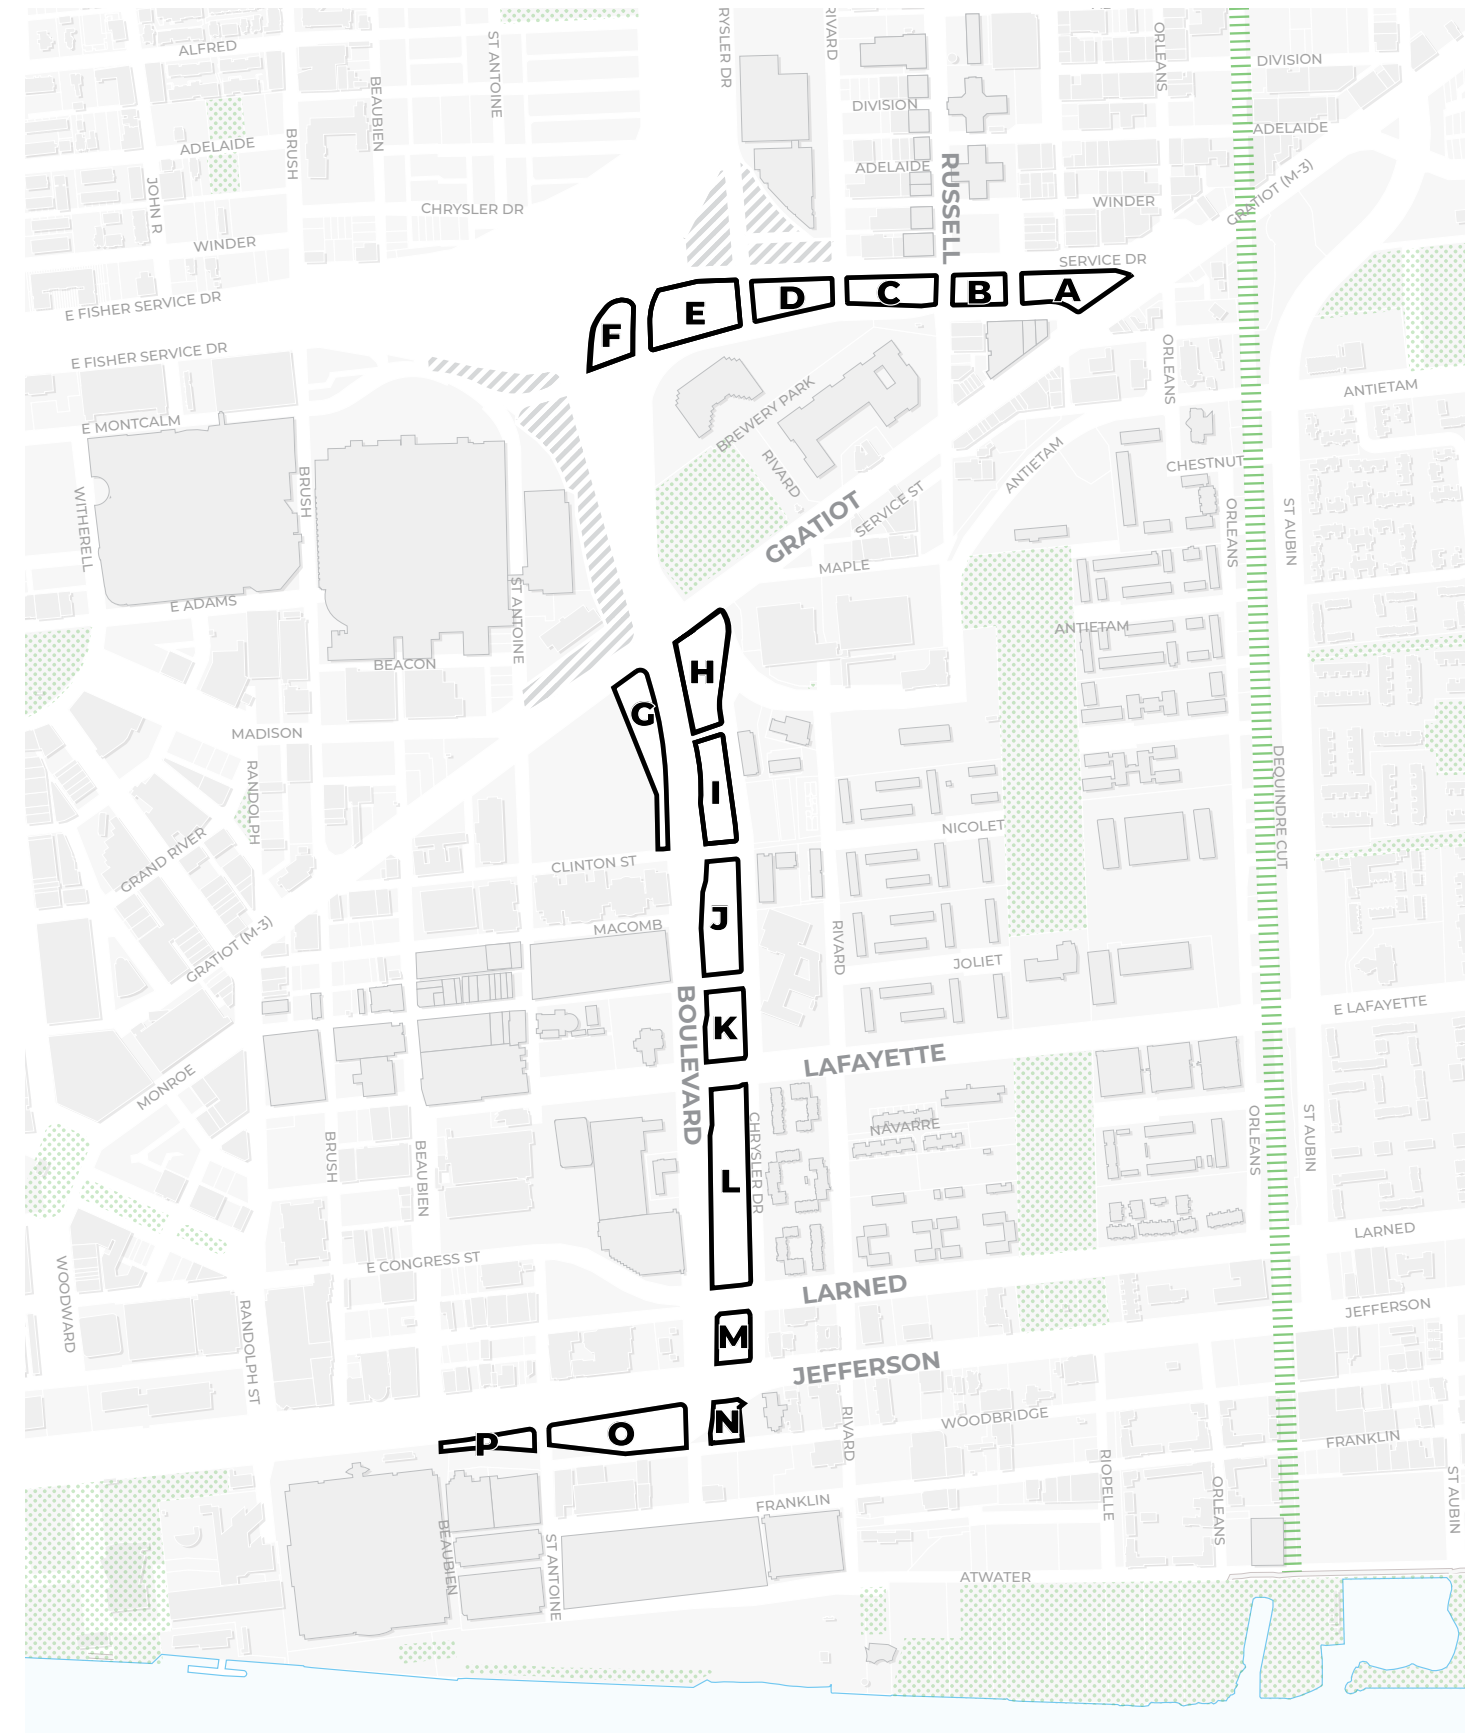 RYSLER DR
RIVARD
ALFRED
ST ANTOINE
ORLEANS
DIVISION
BEAUBIEN
DIVISION
ADELAIDE
BRUSH
ADELAIDE
ADELAIDE
RUSSELL
JOHN R
GRATIOT (M-3)
CHRYSLER DR
WINDER
WINDER
SERVICE DR
E FISHER SERVICE DR
F
E
D
C
B
A
E FISHER SERVICE DR
ORLEANS
ANTIETAM
BREWERY PARK
E MONTCALM
RIVARD
ANTIETAM
CHESTNUT
BRUSH
WITHERELL
GRATIOT
SERVICE ST
ORLEANS
ST AUBIN
MAPLE
E ADAMS
ST ANTOINE
ANTIETAM
BEACON
H
G
MADISON
RANDOLPH
I
DEQUINDRE CUT
NICOLET
GRAND RIVER
CLINTON ST
J
MACOMB
GRATIOT (M-3)
RIVARD
JOLIET
BOULEVARD
K
E LAFAYETTE
LAFAYETTE
MONROE
NAVARRE
CHRYSLER DR
BRUSH
BEAUBIEN
ORLEANS
ST AUBIN
L
LARNED
E CONGRESS ST
LARNED
WOODWARD
RANDOLPH ST
JEFFERSON
M
JEFFERSON
N
O
P
RIVARD
WOODBRIDGE
FRANKLIN
RIOPELLE
ORLEANS
ST AUBIN
FRANKLIN
BEAUBIEN
ST ANTOINE
ATWATER